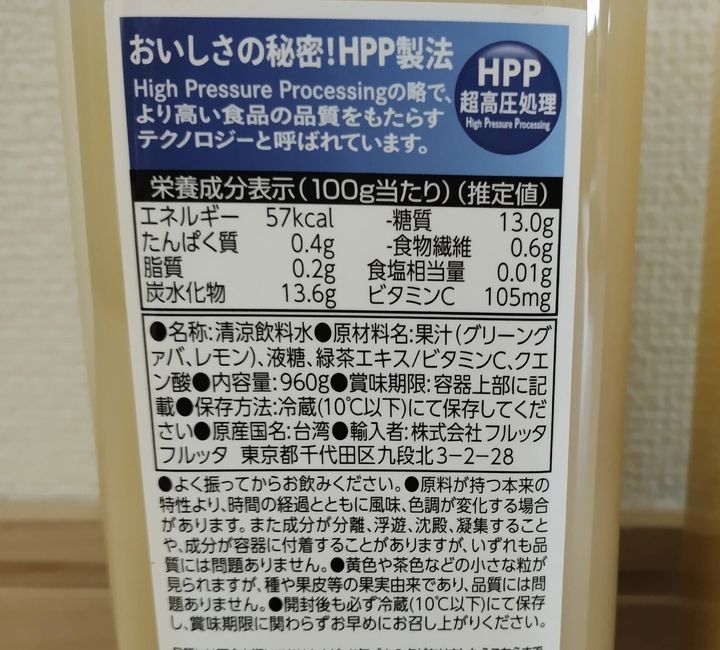 おいしさの秘密!HPP製法
High Pressure Processingの略で、
より高い食品の品質をもたらす
テクノロジーと呼ばれています。
HPP
超高圧処理
High Pressure Processing
栄養成分表示(100g当たり)(推定値)
エネルギー 57kcal
たんぱく質 0.4g
脂質 0.2g
炭水化物 13.6g
-糖質 13.0g
-食物繊維 0.6g
食塩相当量 0.01g
ビタミンC 105mg
●名称:清涼飲料水●原材料名:果汁(グリーング
ァバ、レモン)、液糖、緑茶エキス/ビタミンC、クエ
ン酸●内容量:960g●賞味期限:容器上部に記
載●保存方法:冷蔵(10℃以下)にて保存してくだ
さい●原産国名:台湾●輸入者:株式会社フルッタ
フルッタ 東京都千代田区九段北3-2-28
●よく振ってからお飲みください。●原料が持つ本来の
特性より、時間の経過とともに風味、色調が変化する場合
があります。また成分が分離、浮遊、沈殿、凝集すること
や、成分が容器に付着することがありますが、いずれも品
質には問題ありません。●黄色や茶色などの小さな粒が
見られますが、種や果皮等の果実由来であり、品質には問
題ありません。●開封後も必ず冷蔵(10℃以下)にて保存
し、賞味期限に関わらずお早めにお召し上がりください。